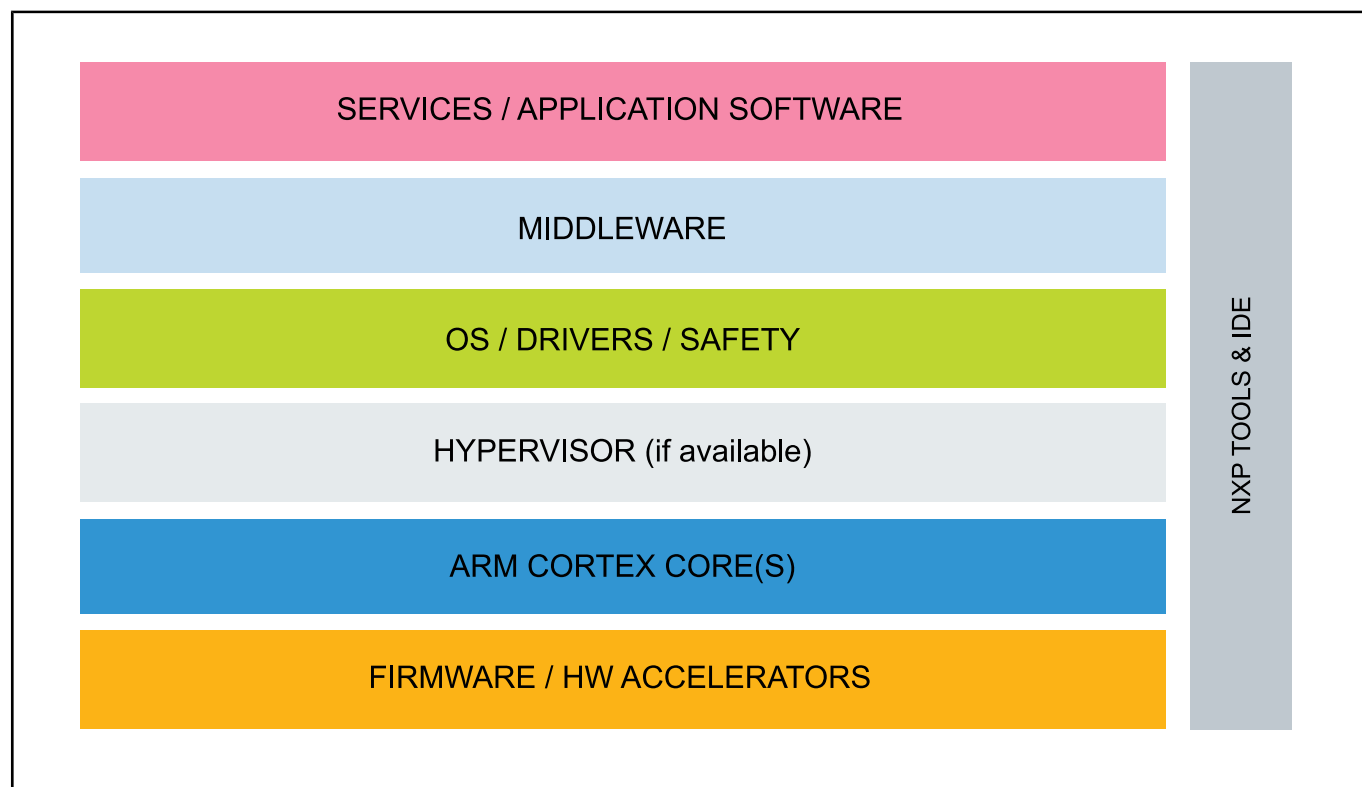 SERVICES / APPLICATION SOFTWARE
MIDDLEWARE
OS / DRIVERS / SAFETY
HYPERVISOR (if available)
ARM CORTEX CORE(S)
FIRMWARE / HW ACCELERATORS
NXP TOOLS & IDE